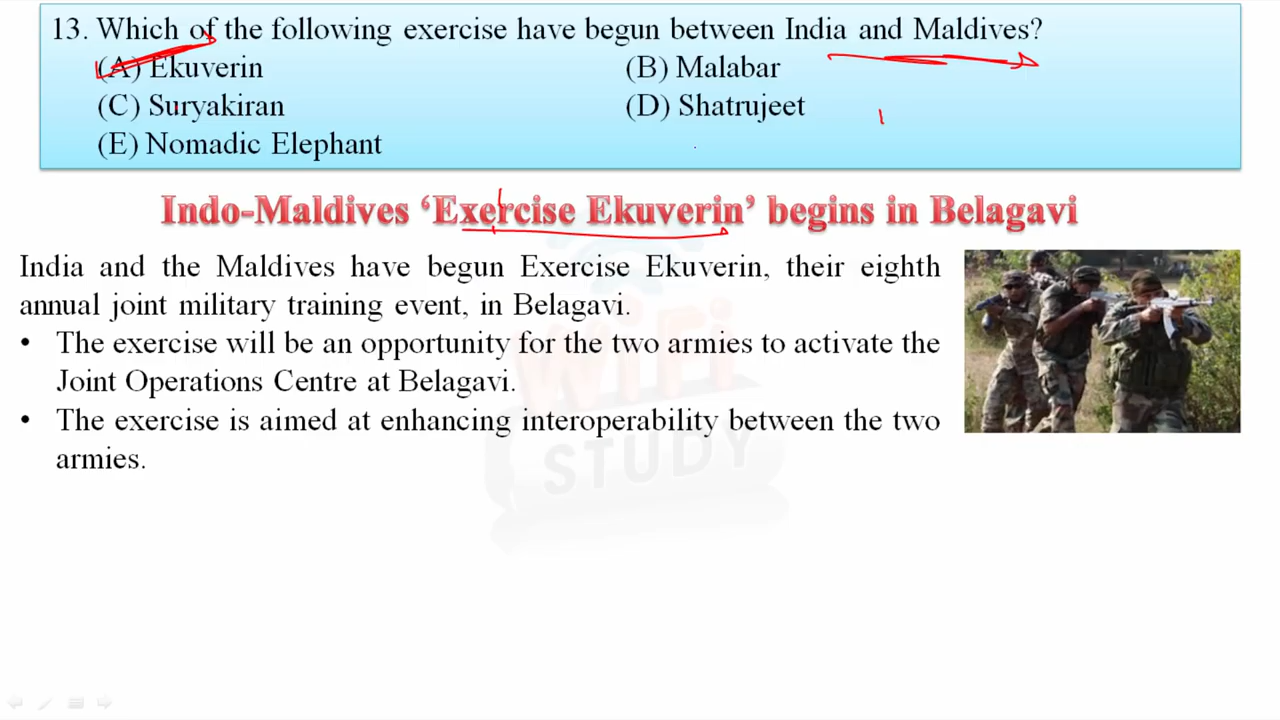 13. Which of the following exercise have begun between India and Maldives?
(A) Ekuverin (B) Malabar
(C) Suryakiran (D) Shatrujeet
(E) Nomadic Elephant
Indo-Maldives ‘Exercise Ekuverin’ begins in Belagavi
India and the Maldives have begun Exercise Ekuverin, their eighth
annual joint military training event, in Belagavi.
• The exercise will be an opportunity for the two armies to activate the
Joint Operations Centre at Belagavi.
• The exercise is aimed at enhancing interoperability between the two
armies.
WiFi
STUDY